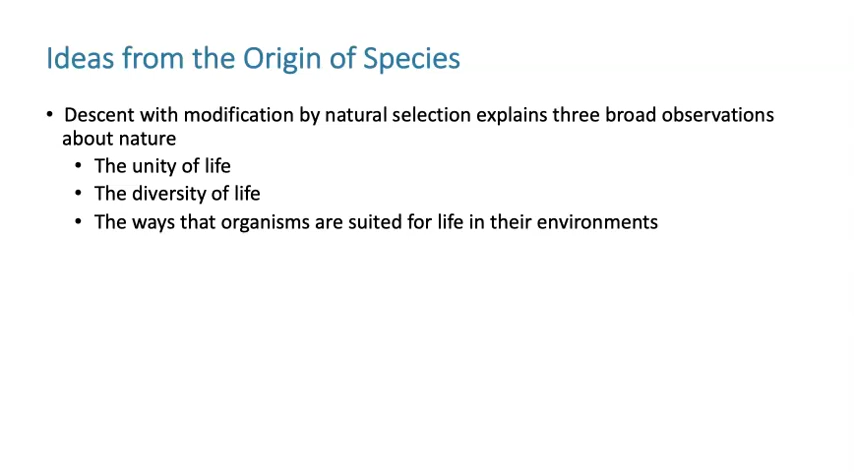 Ideas from the Origin of Species
• Descent with modification by natural selection explains three broad observations
about nature
• The unity of life
• The diversity of life
• The ways that organisms are suited for life in their environments